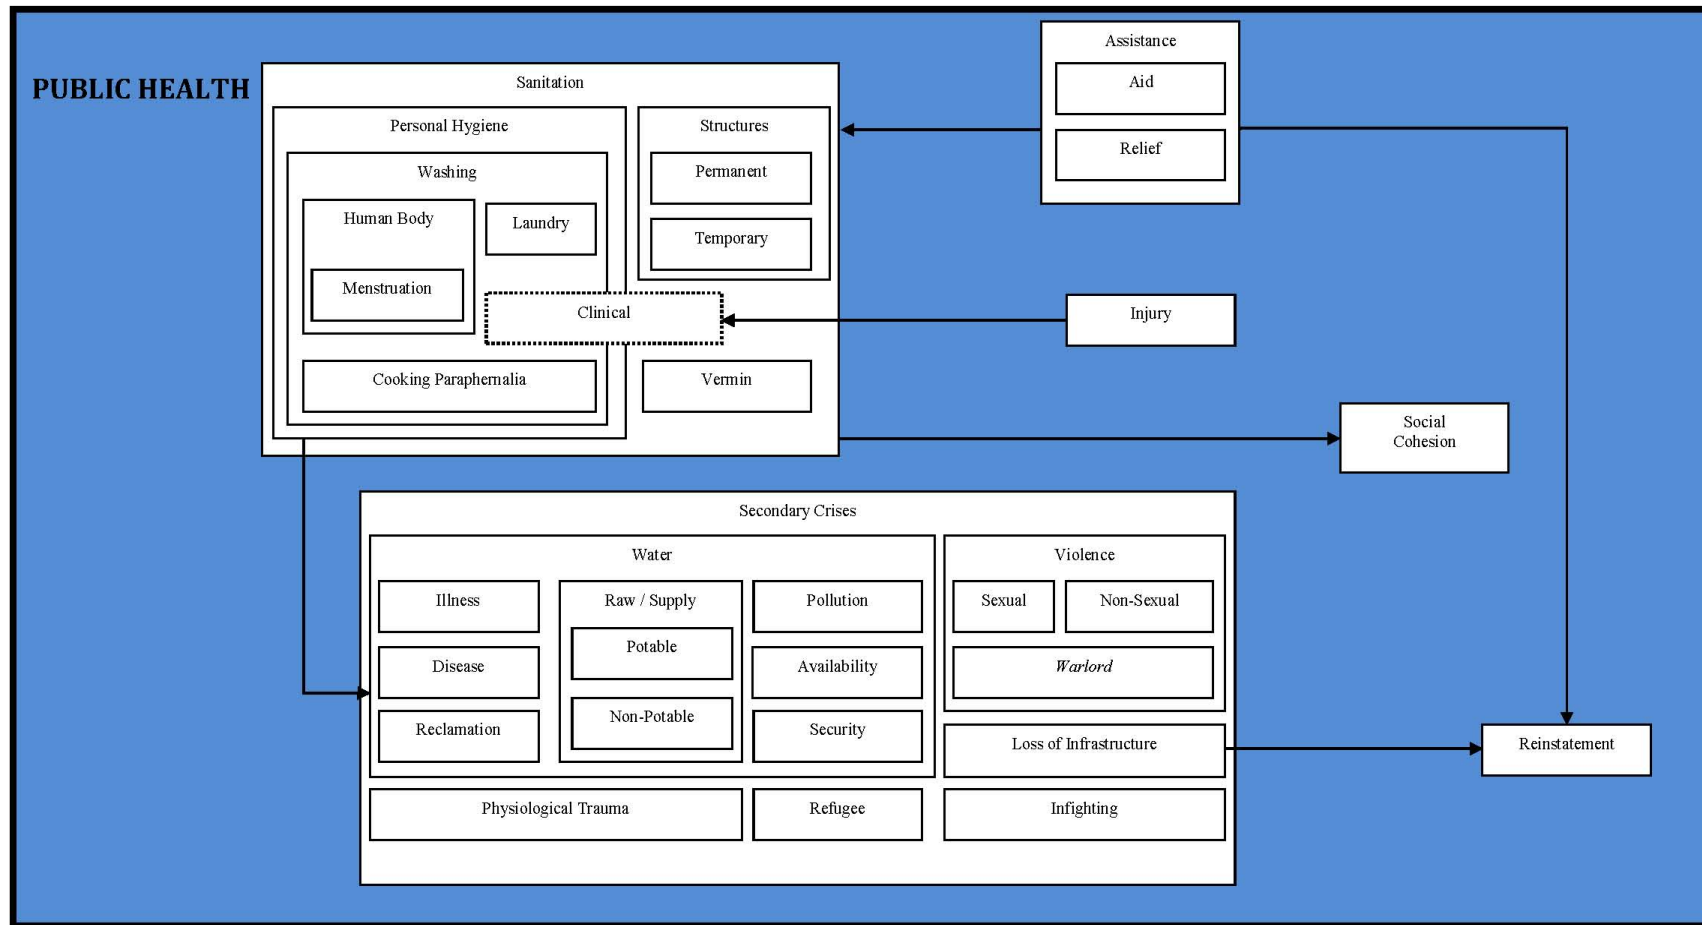 PUBLIC HEALTH
Sanitation
Personal Hygiene
Washing
Human Body
Menstruation
Laundry
Clinical
Cooking Paraphernalia
Structures
Permanent
Temporary
Vermin
Assistance
Aid
Relief
Injury
Social
Cohesion
Secondary Crises
Water
Illness
Disease
Reclamation
Raw / Supply
Potable
Non-Potable
Pollution
Availability
Security
Violence
Sexual
Non-Sexual
Warlord
Loss of Infrastructure
Reinstatement
Physiological Trauma
Refugee
Infighting